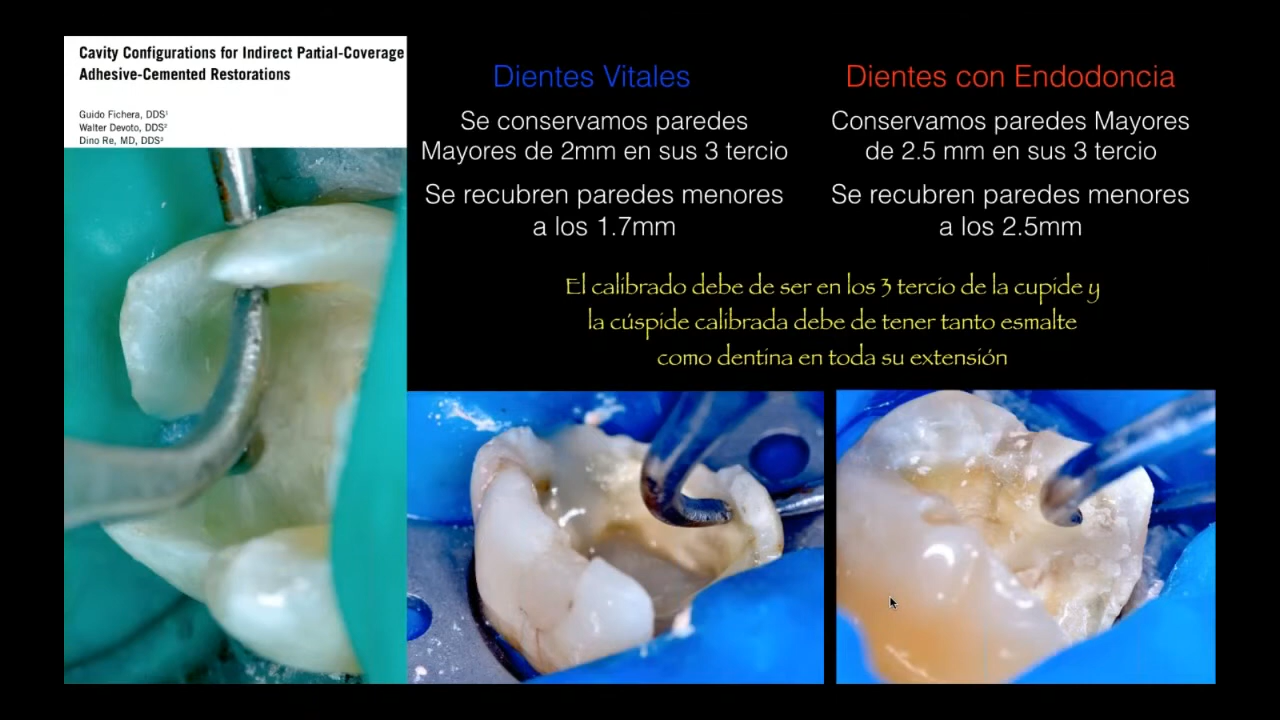 Cavity Configurations for Indirect Partial-Coverage
Adhesive-Cemented Restorations
Guido Fichera, DDS¹
Walter Devoto, DDS²
Dino Re, MD, DDS³
Dientes Vitales
Se conservamos paredes
Mayores de 2mm en sus 3 tercio
Se recubren paredes menores
a los 1.7mm
Dientes con Endodoncia
Conservamos paredes Mayores
de 2.5 mm en sus 3 tercio
Se recubren paredes menores
a los 2.5mm
El calibrado debe de ser en los 3 tercio de la cupide y
la cúspide calibrada debe de tener tanto esmalte
como dentina en toda su extensión